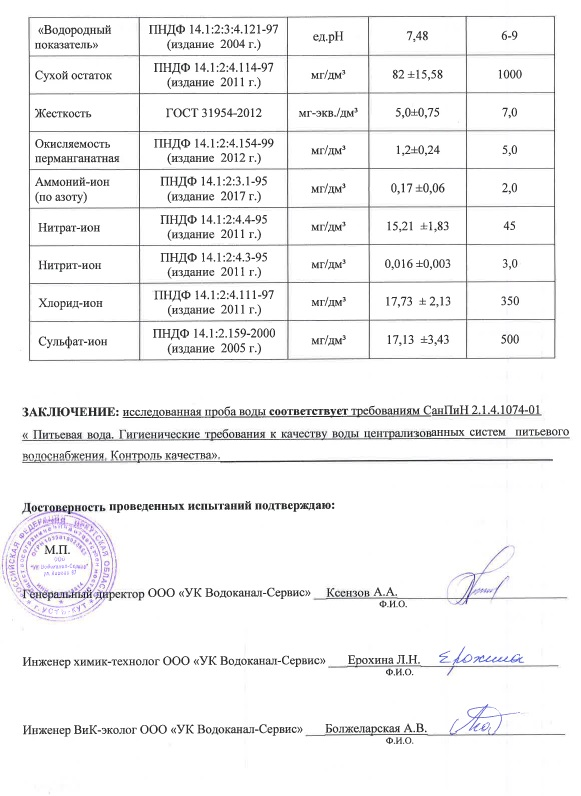 «Водородный показатель» ПНДФ 14.1:2:3:4.121-97 (издание 2004 г.) ед.pH 7,48 6-9
Сухой остаток ПНДФ 14.1:2:4.114-97 (издание 2011 г.) мг/дм³ 82 ±15,58 1000
Жесткость ГОСТ 31954-2012 мг-экв./дм³ 5,0±0,75 7,0
Окисляемость перманганатная ПНДФ 14.1:2:4.154-99 (издание 2012 г.) мг/дм³ 1,2±0,24 5,0
Аммоний-ион (по азоту) ПНДФ 14.1:2:3.1-95 (издание 2017 г.) мг/дм³ 0,17 ±0,06 2,0
Нитрат-ион ПНДФ 14.1:2:4.4-95 (издание 2011 г.) мг/дм³ 15,21 ±1,83 45
Нитрит-ион ПНДФ 14.1:2:4.3-95 (издание 2011 г.) мг/дм³ 0,016 ±0,003 3,0
Хлорид-ион ПНДФ 14.1:2:4.111-97 (издание 2011 г.) мг/дм³ 17,73 ± 2,13 350
Сульфат-ион ПНДФ 14.1:2.159-2000 (издание 2005 г.) мг/дм³ 17,13 ±3,43 500
ЗАКЛЮЧЕНИЕ: исследованная проба воды соответствует требованиям СанПиН 2.1.4.1074-01
« Питьевая вода. Гигиенические требования к качеству воды централизованных систем питьевого
водоснабжения. Контроль качества».
Достоверность проведенных испытаний подтверждаю:
М.П.
ООО
"УК Водоканал-Сервис"
РОССИЙСКАЯ ФЕДЕРАЦИЯ ИРКУТСКАЯ ОБЛАСТЬ
г. УСТЬ-КУТ
Генеральный директор ООО «УК Водоканал-Сервис» Ксензов А.А.
Ф.И.О.
Инженер химик-технолог ООО «УК Водоканал-Сервис» Ерохина Л.Н. Ерохина
Ф.И.О.
Инженер ВиК-эколог ООО «УК Водоканал-Сервис» Болжеларская А.В.
Ф.И.О.